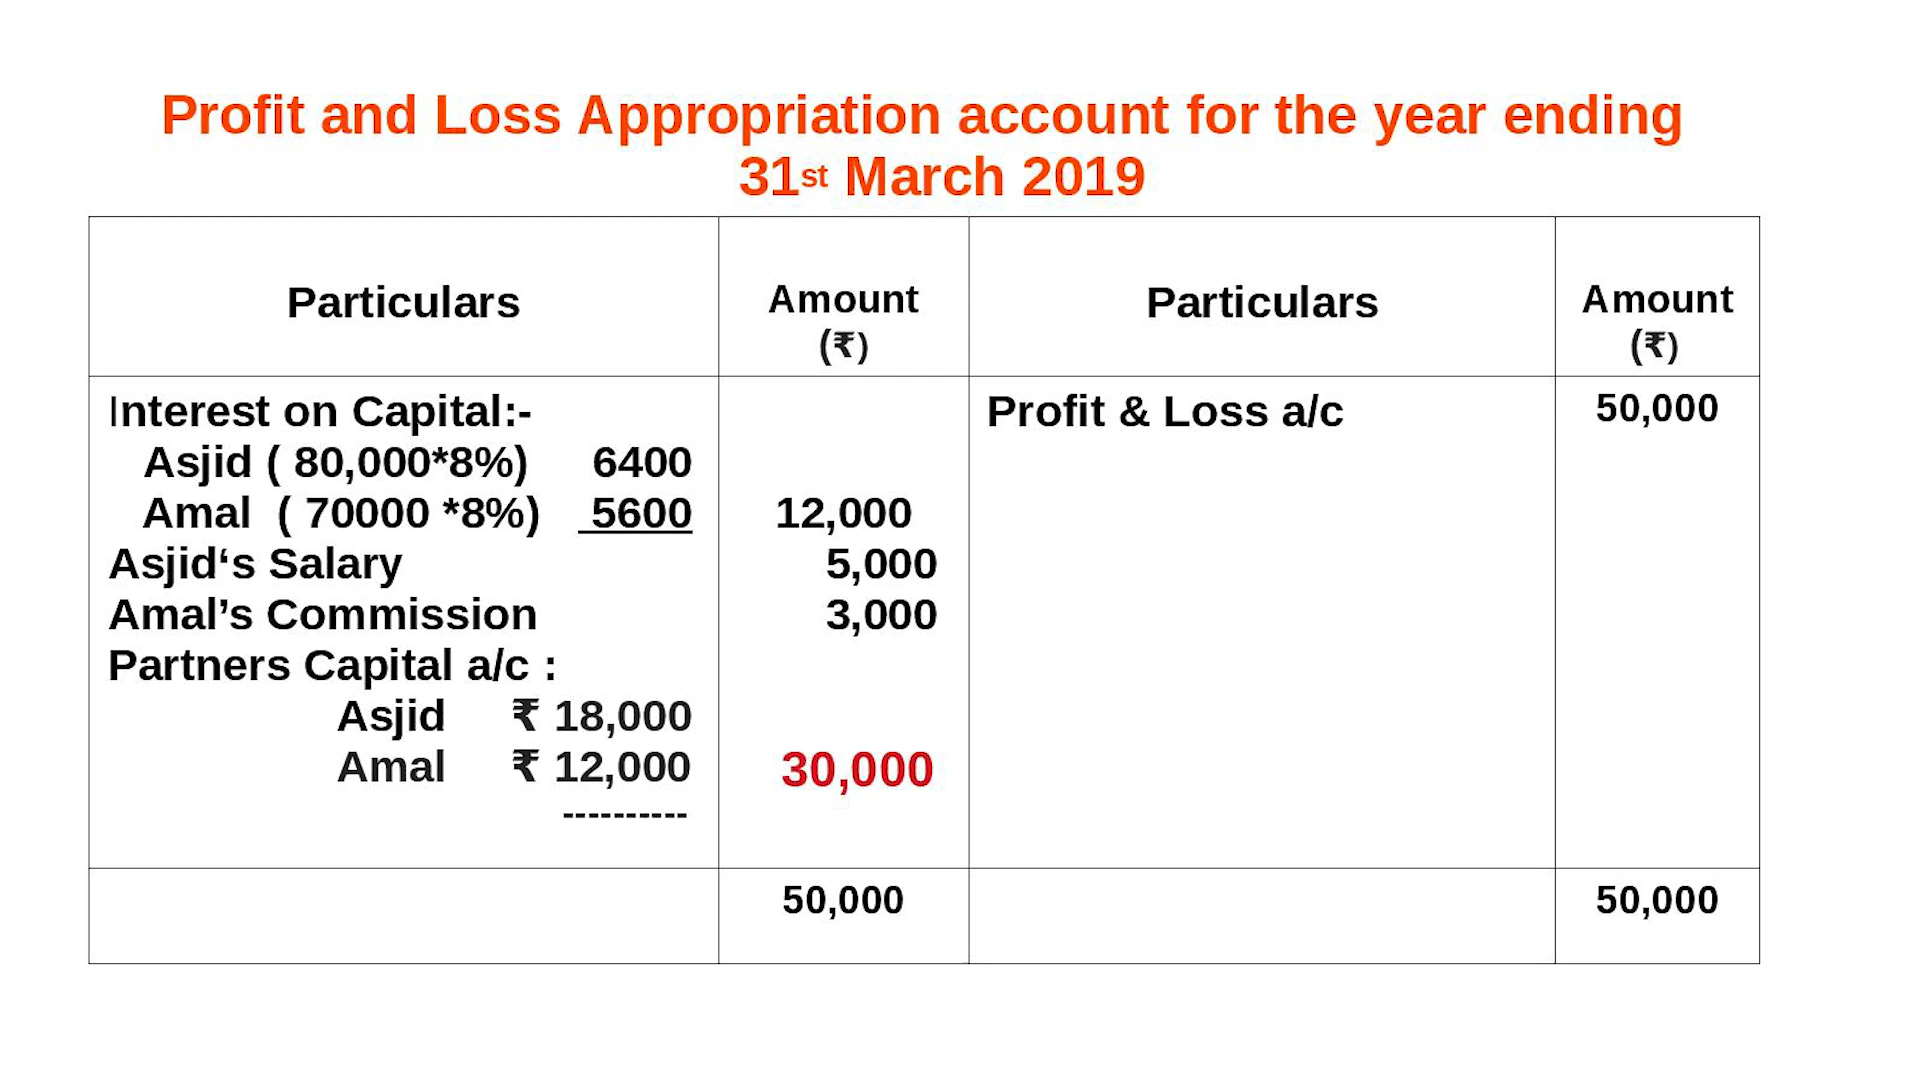 Profit and Loss Appropriation account for the year ending
31st March 2019
Particulars
Amount
(₹)
Particulars
Amount
(₹)
Interest on Capital:-
Asjid ( 80,000*8%) 6400
Amal ( 70000 *8%) 5600 12,000
Asjid‘s Salary 5,000
Amal’s Commission 3,000
Partners Capital a/c :
Asjid ₹ 18,000
Amal ₹ 12,000 30,000
----------
Profit & Loss a/c 50,000
50,000 50,000